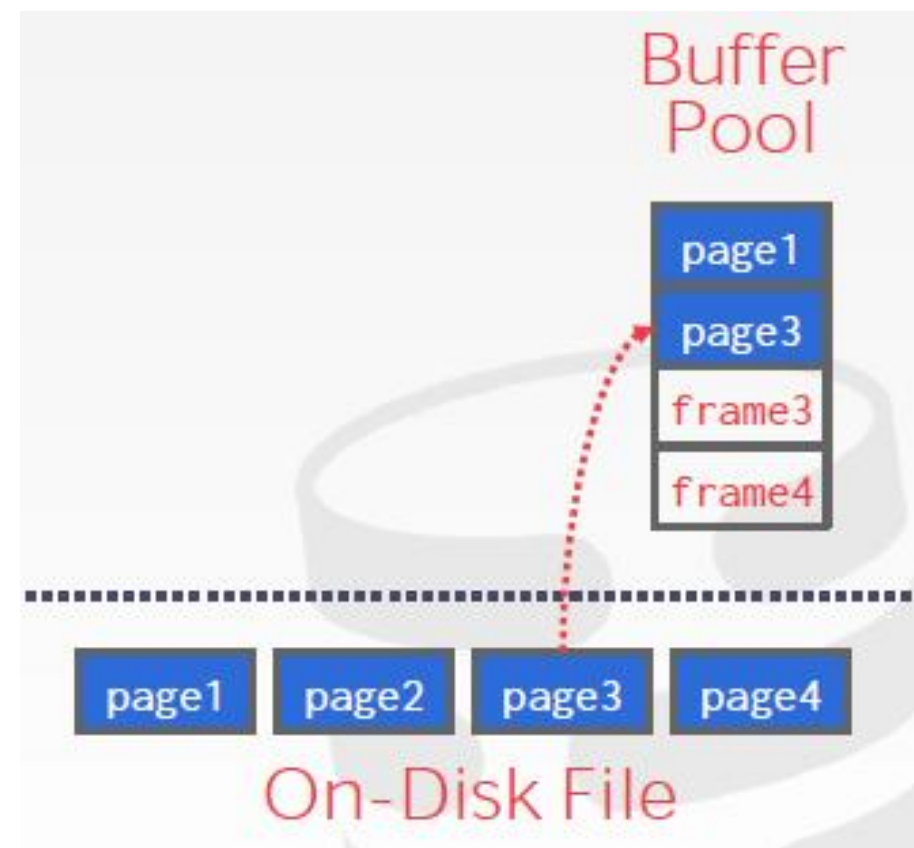 Buffer
Pool
page1
page3
frame3
frame4
page1 page2 page3 page4
On-Disk File